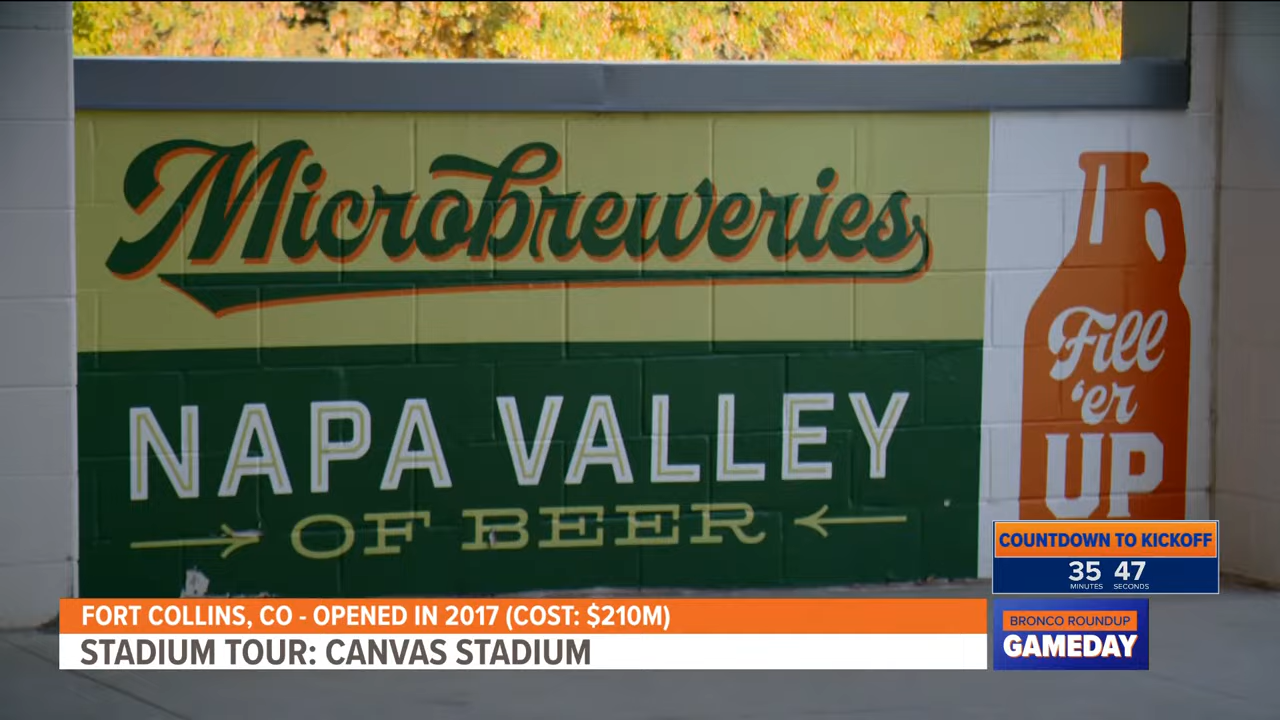 Microbreweries
NAPA VALLEY
OF BEER
Fill
'er
UP
COUNTDOWN TO KICKOFF
35 47
MINUTES SECONDS
FORT COLLINS, CO - OPENED IN 2017 (COST: $210M)
STADIUM TOUR: CANVAS STADIUM
BRONCO ROUNDUP
GAMEDAY